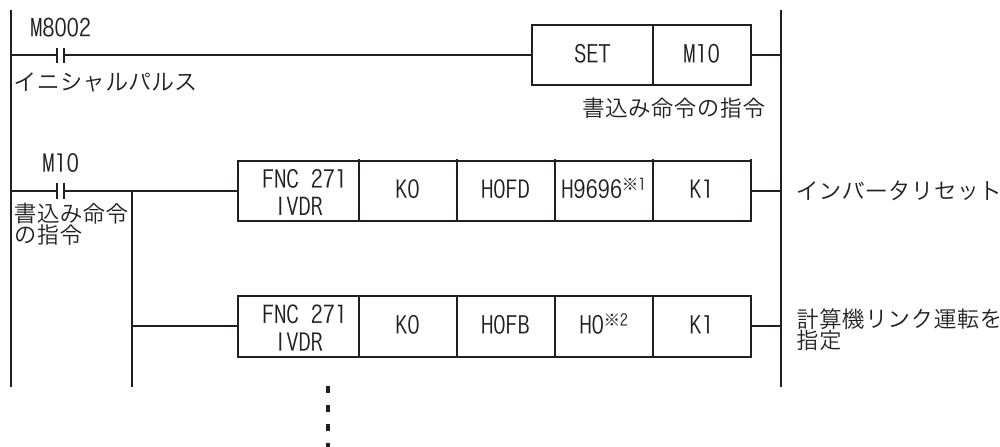 M8002
イニシャルパルス
SET M10
書込み命令の指令
M10
書込み命令
の指令
FNC 271
IVDR
K0 H0FD H9696※1 K1
インバータリセット
FNC 271
IVDR
K0 H0FB H0※2 K1
計算機リンク運転を
指定